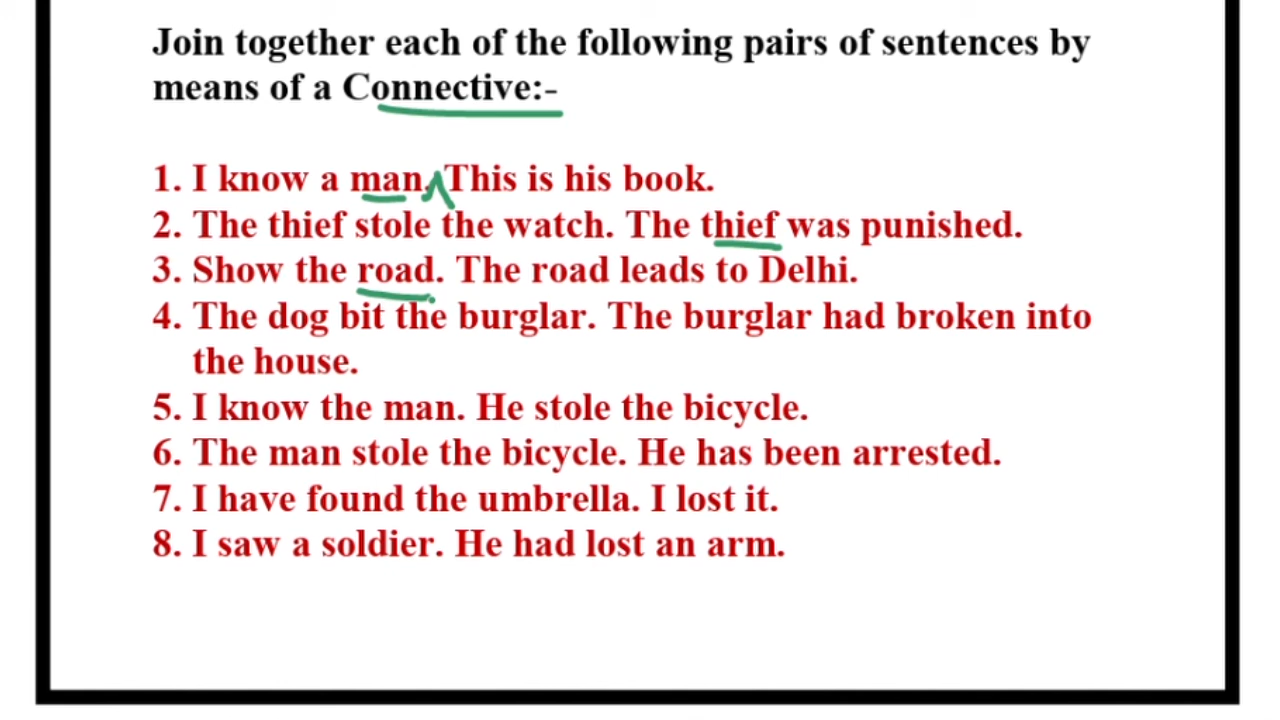 Join together each of the following pairs of sentences by
means of a Connective:-
1. I know a man. This is his book.
2. The thief stole the watch. The thief was punished.
3. Show the road. The road leads to Delhi.
4. The dog bit the burglar. The burglar had broken into
the house.
5. I know the man. He stole the bicycle.
6. The man stole the bicycle. He has been arrested.
7. I have found the umbrella. I lost it.
8. I saw a soldier. He had lost an arm.